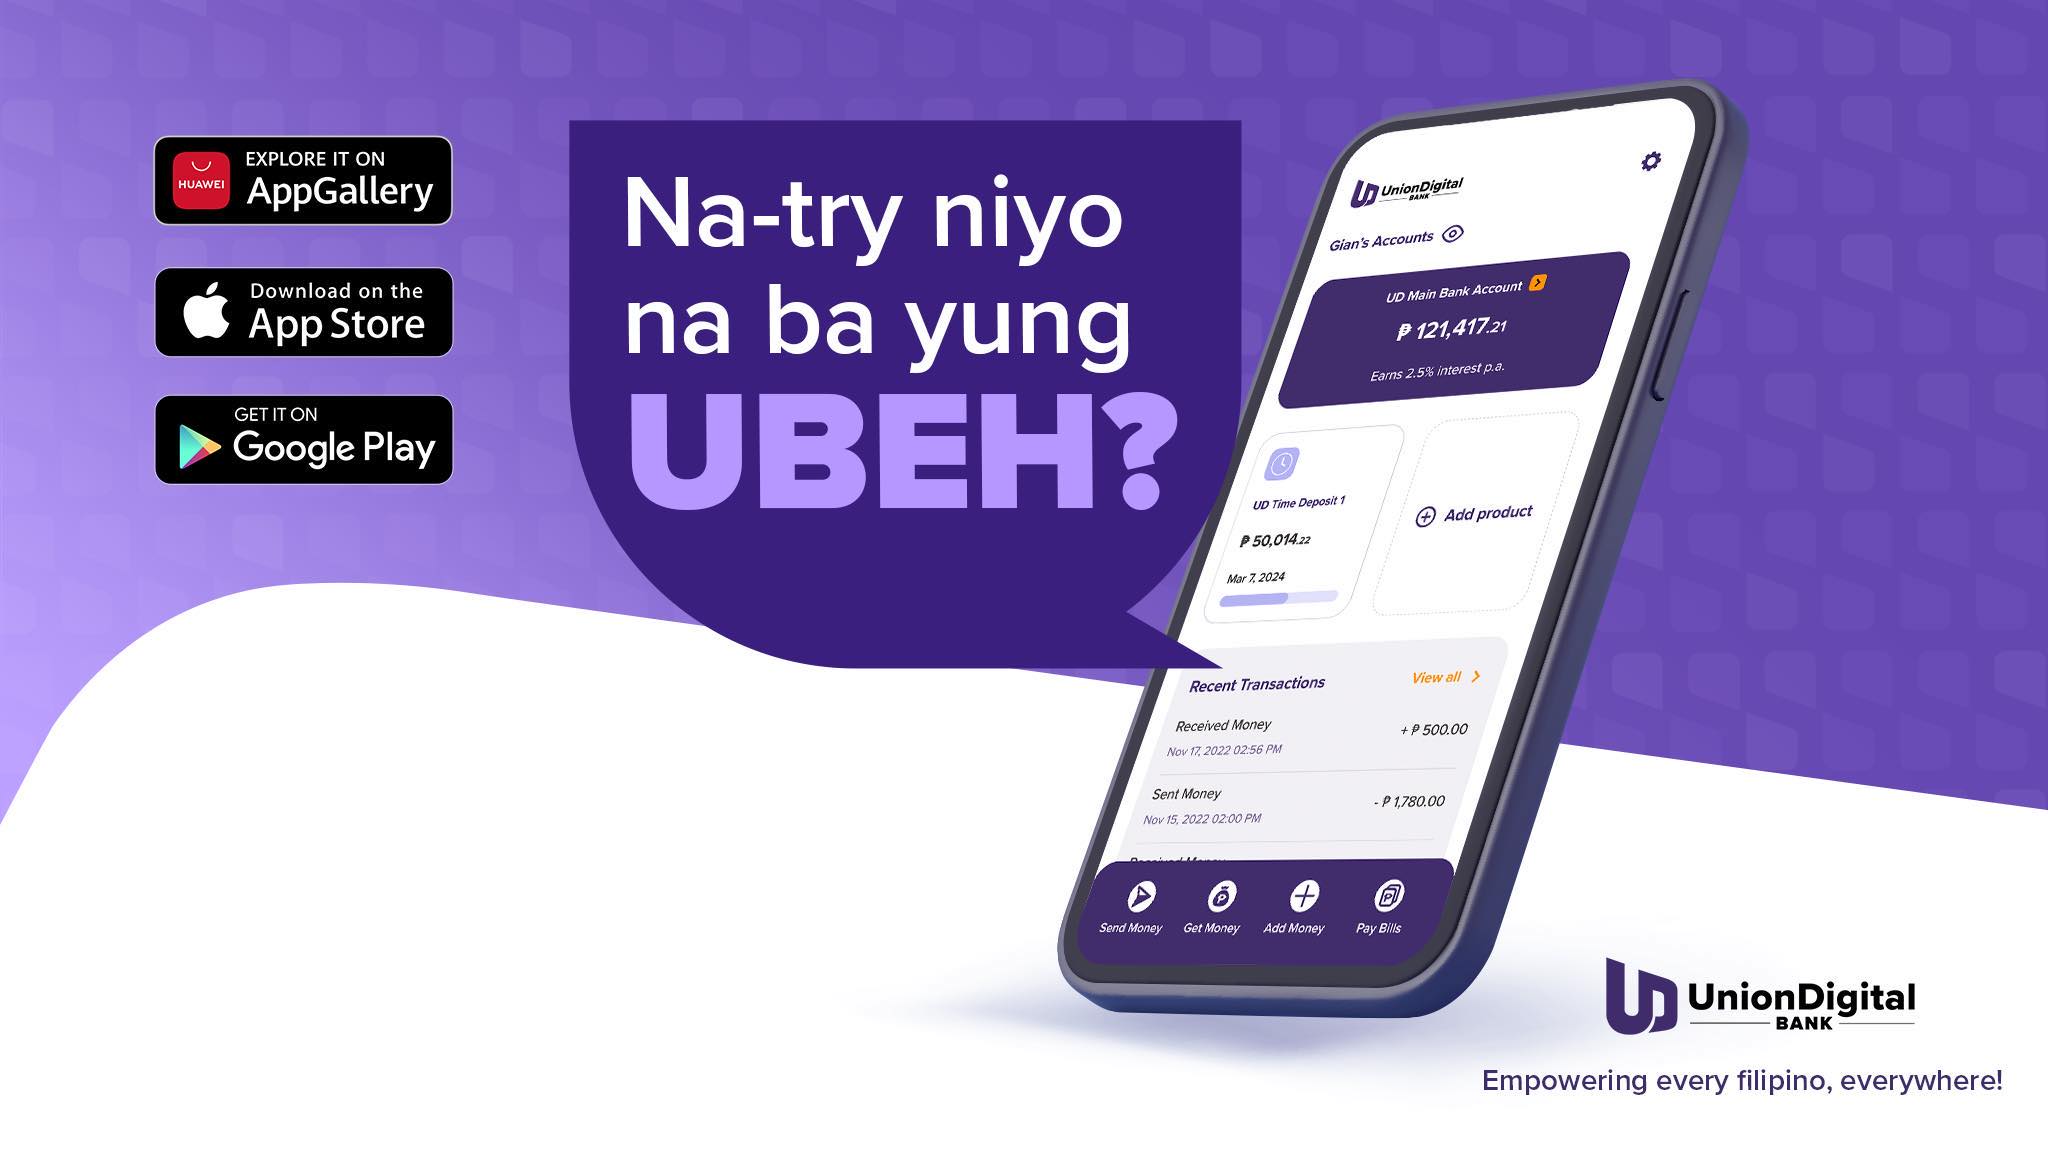 HUAWEI
EXPLORE IT ON
AppGallery
Download on the
App Store
GET IT ON
Google Play
Na-try niyo
na ba yung
UBEH?
UnionDigital
BANK
Gian's Accounts
UD Main Bank Account
₱ 121,417.21
Earns 2.5% interest p.a.
UD Time Deposit 1
₱ 50,014.22
Mar 7, 2024
Add product
Recent Transactions
View all
Received Money
+ ₱ 500.00
Nov 17, 2022 02:56 PM
Sent Money
- ₱ 1,780.00
Nov 15, 2022 02:00 PM
Received Money
Send Money
Get Money
Add Money
Pay Bills
UnionDigital
BANK
Empowering every filipino, everywhere!